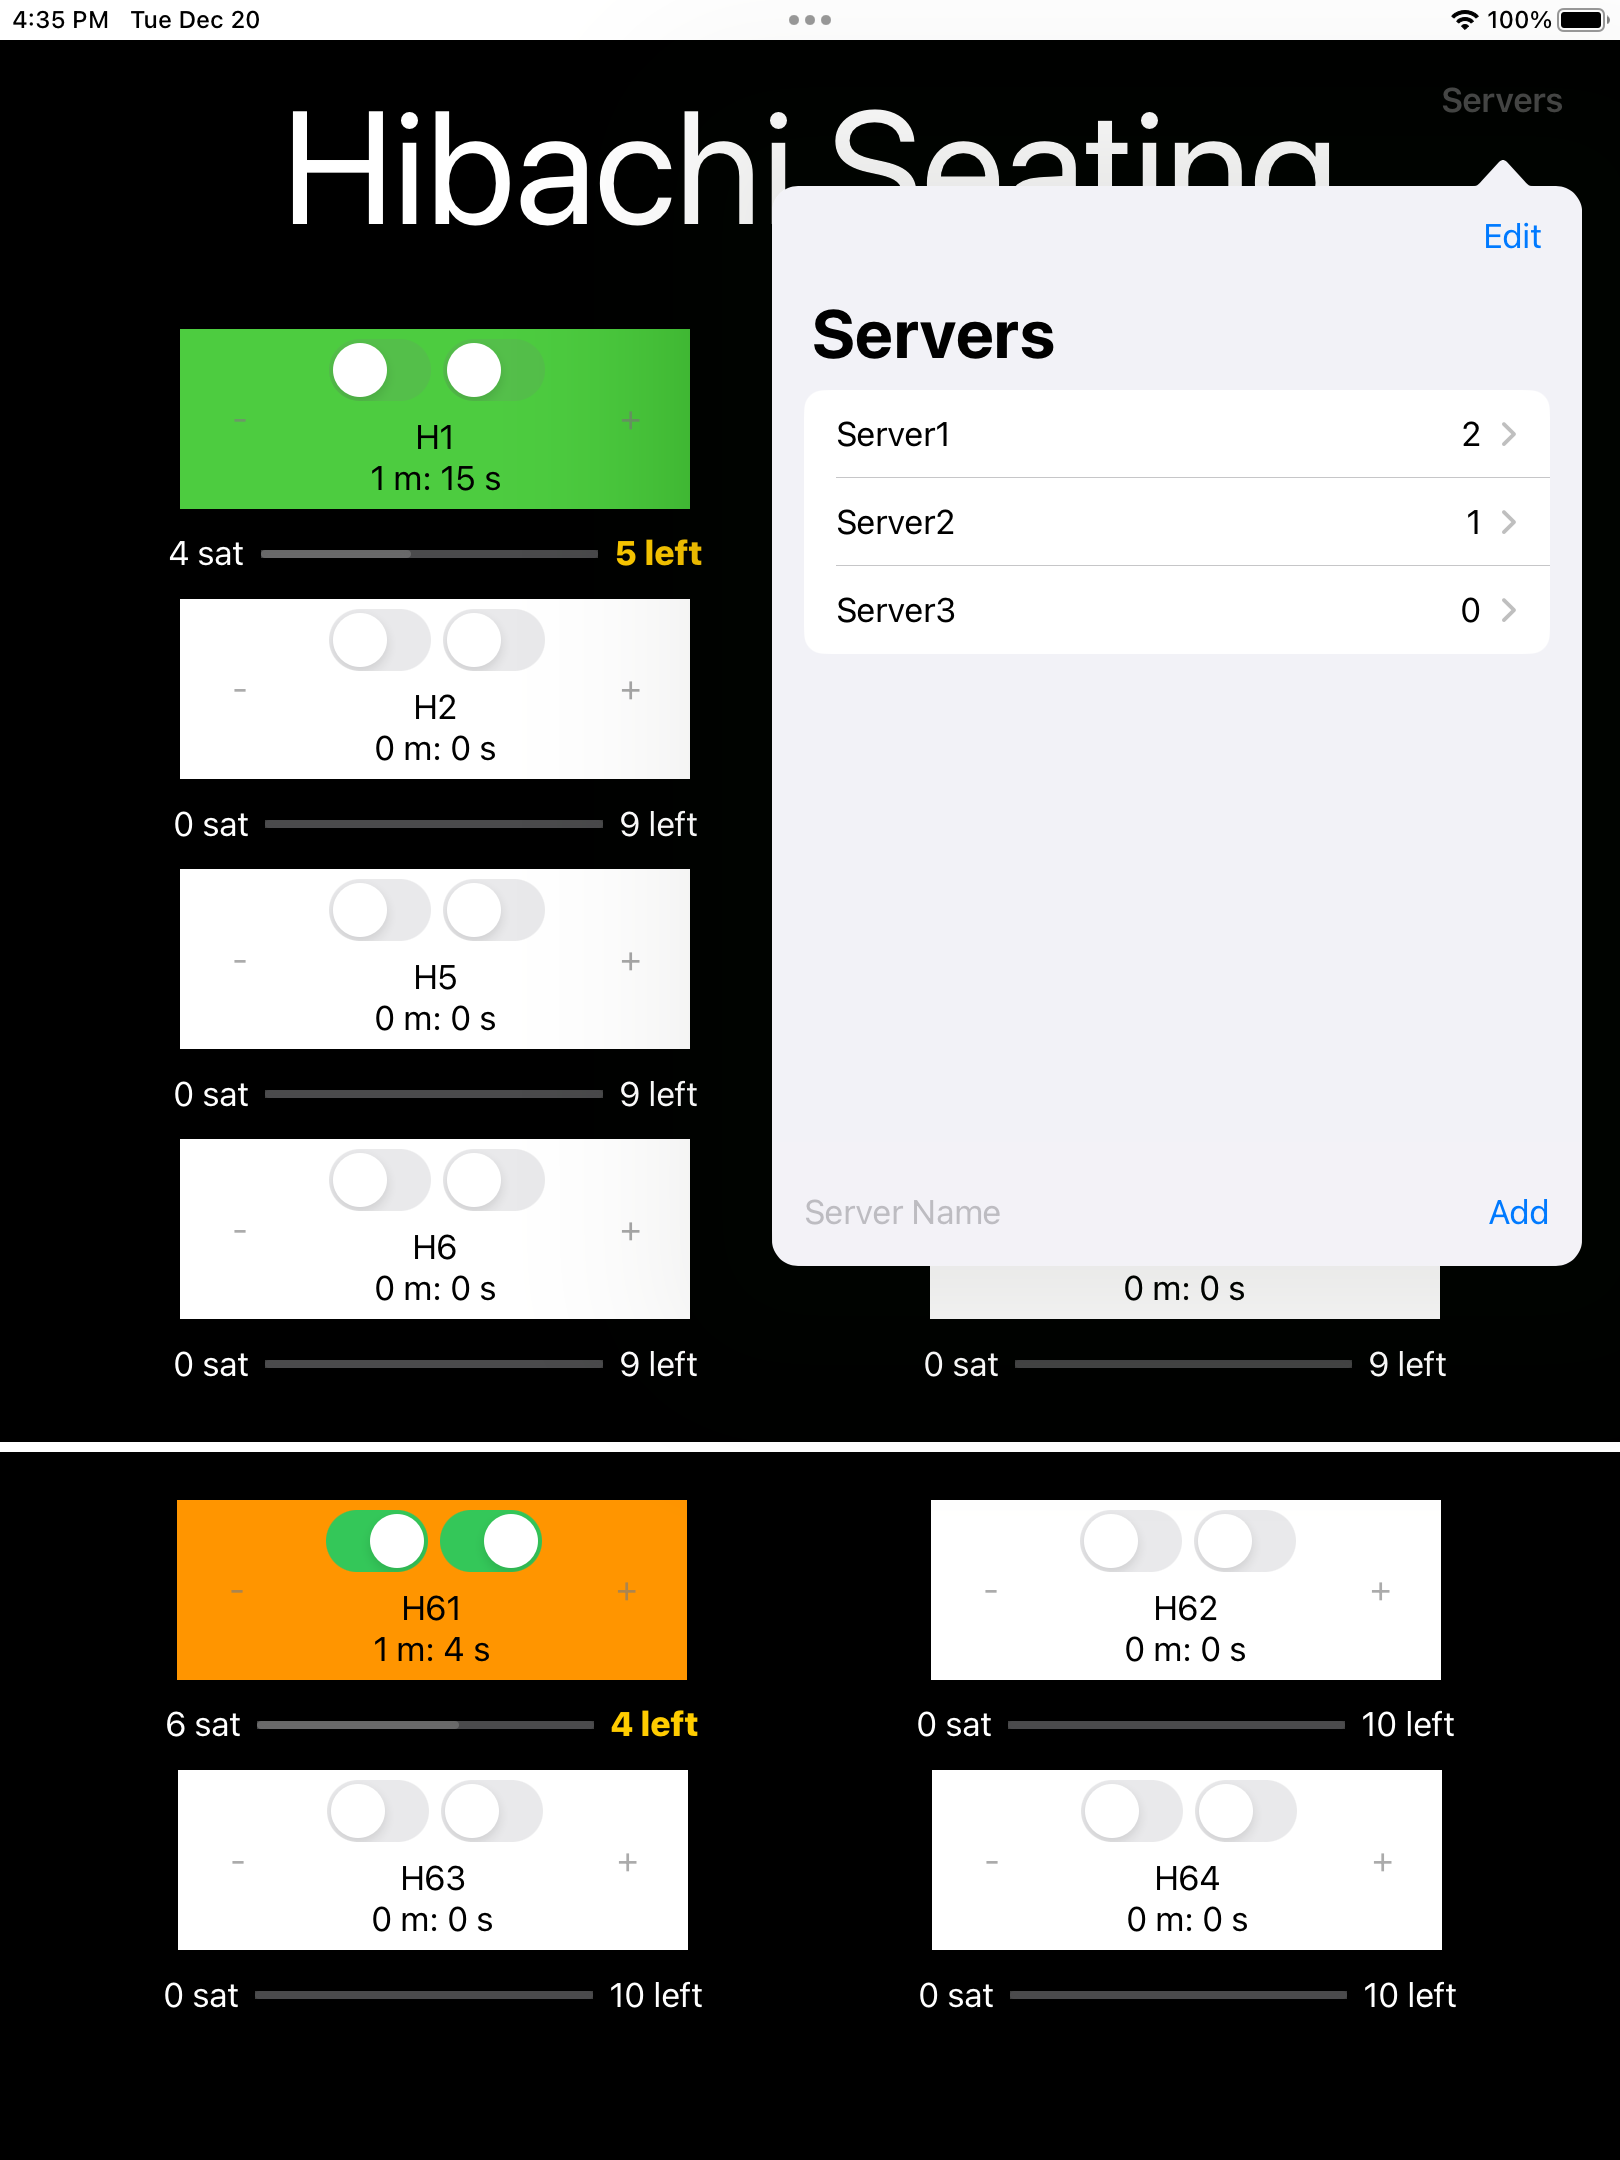 4:35 PM Tue Dec 20 100%
Servers
Hibachi Seating
Edit
Servers
Server1 2
Server2 1
Server3 0
Server Name Add
- +
H1
1 m: 15 s
4 sat 5 left
- +
H2
0 m: 0 s
0 sat 9 left
- +
H5
0 m: 0 s
0 sat 9 left
- +
H6
0 m: 0 s
0 sat 9 left
0 m: 0 s
0 sat 9 left
- +
H61
1 m: 4 s
6 sat 4 left
- +
H62
0 m: 0 s
0 sat 10 left
- +
H63
0 m: 0 s
0 sat 10 left
- +
H64
0 m: 0 s
0 sat 10 left